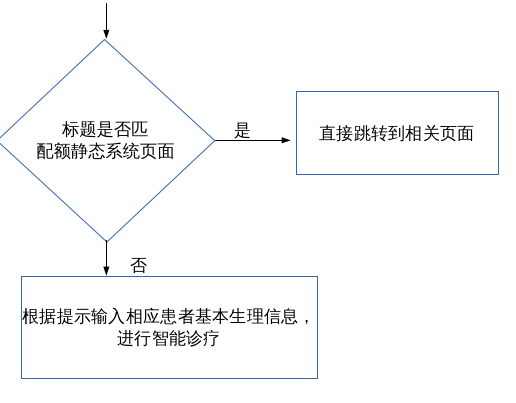 标题是否匹
配额静态系统页面
是
直接跳转到相关页面
否
根据提示输入相应患者基本生理信息，
进行智能诊疗